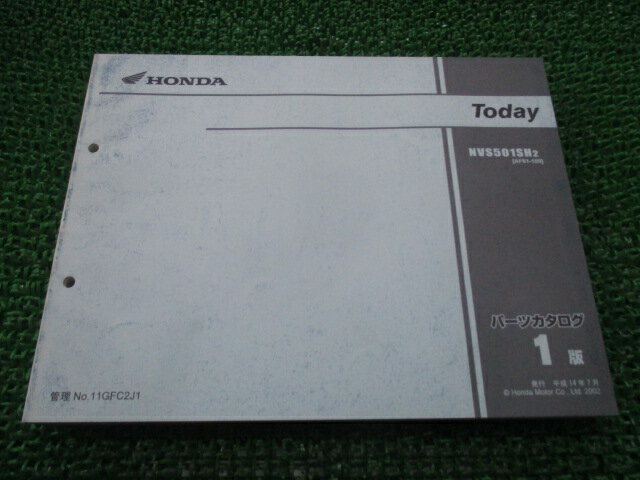 HONDA
Today
NVS501SH2
[AF61-100]
パーツカタログ
1版
発行 平成14年7月
© Honda Motor Co., Ltd. 2002
管理 No.11GFC2J1